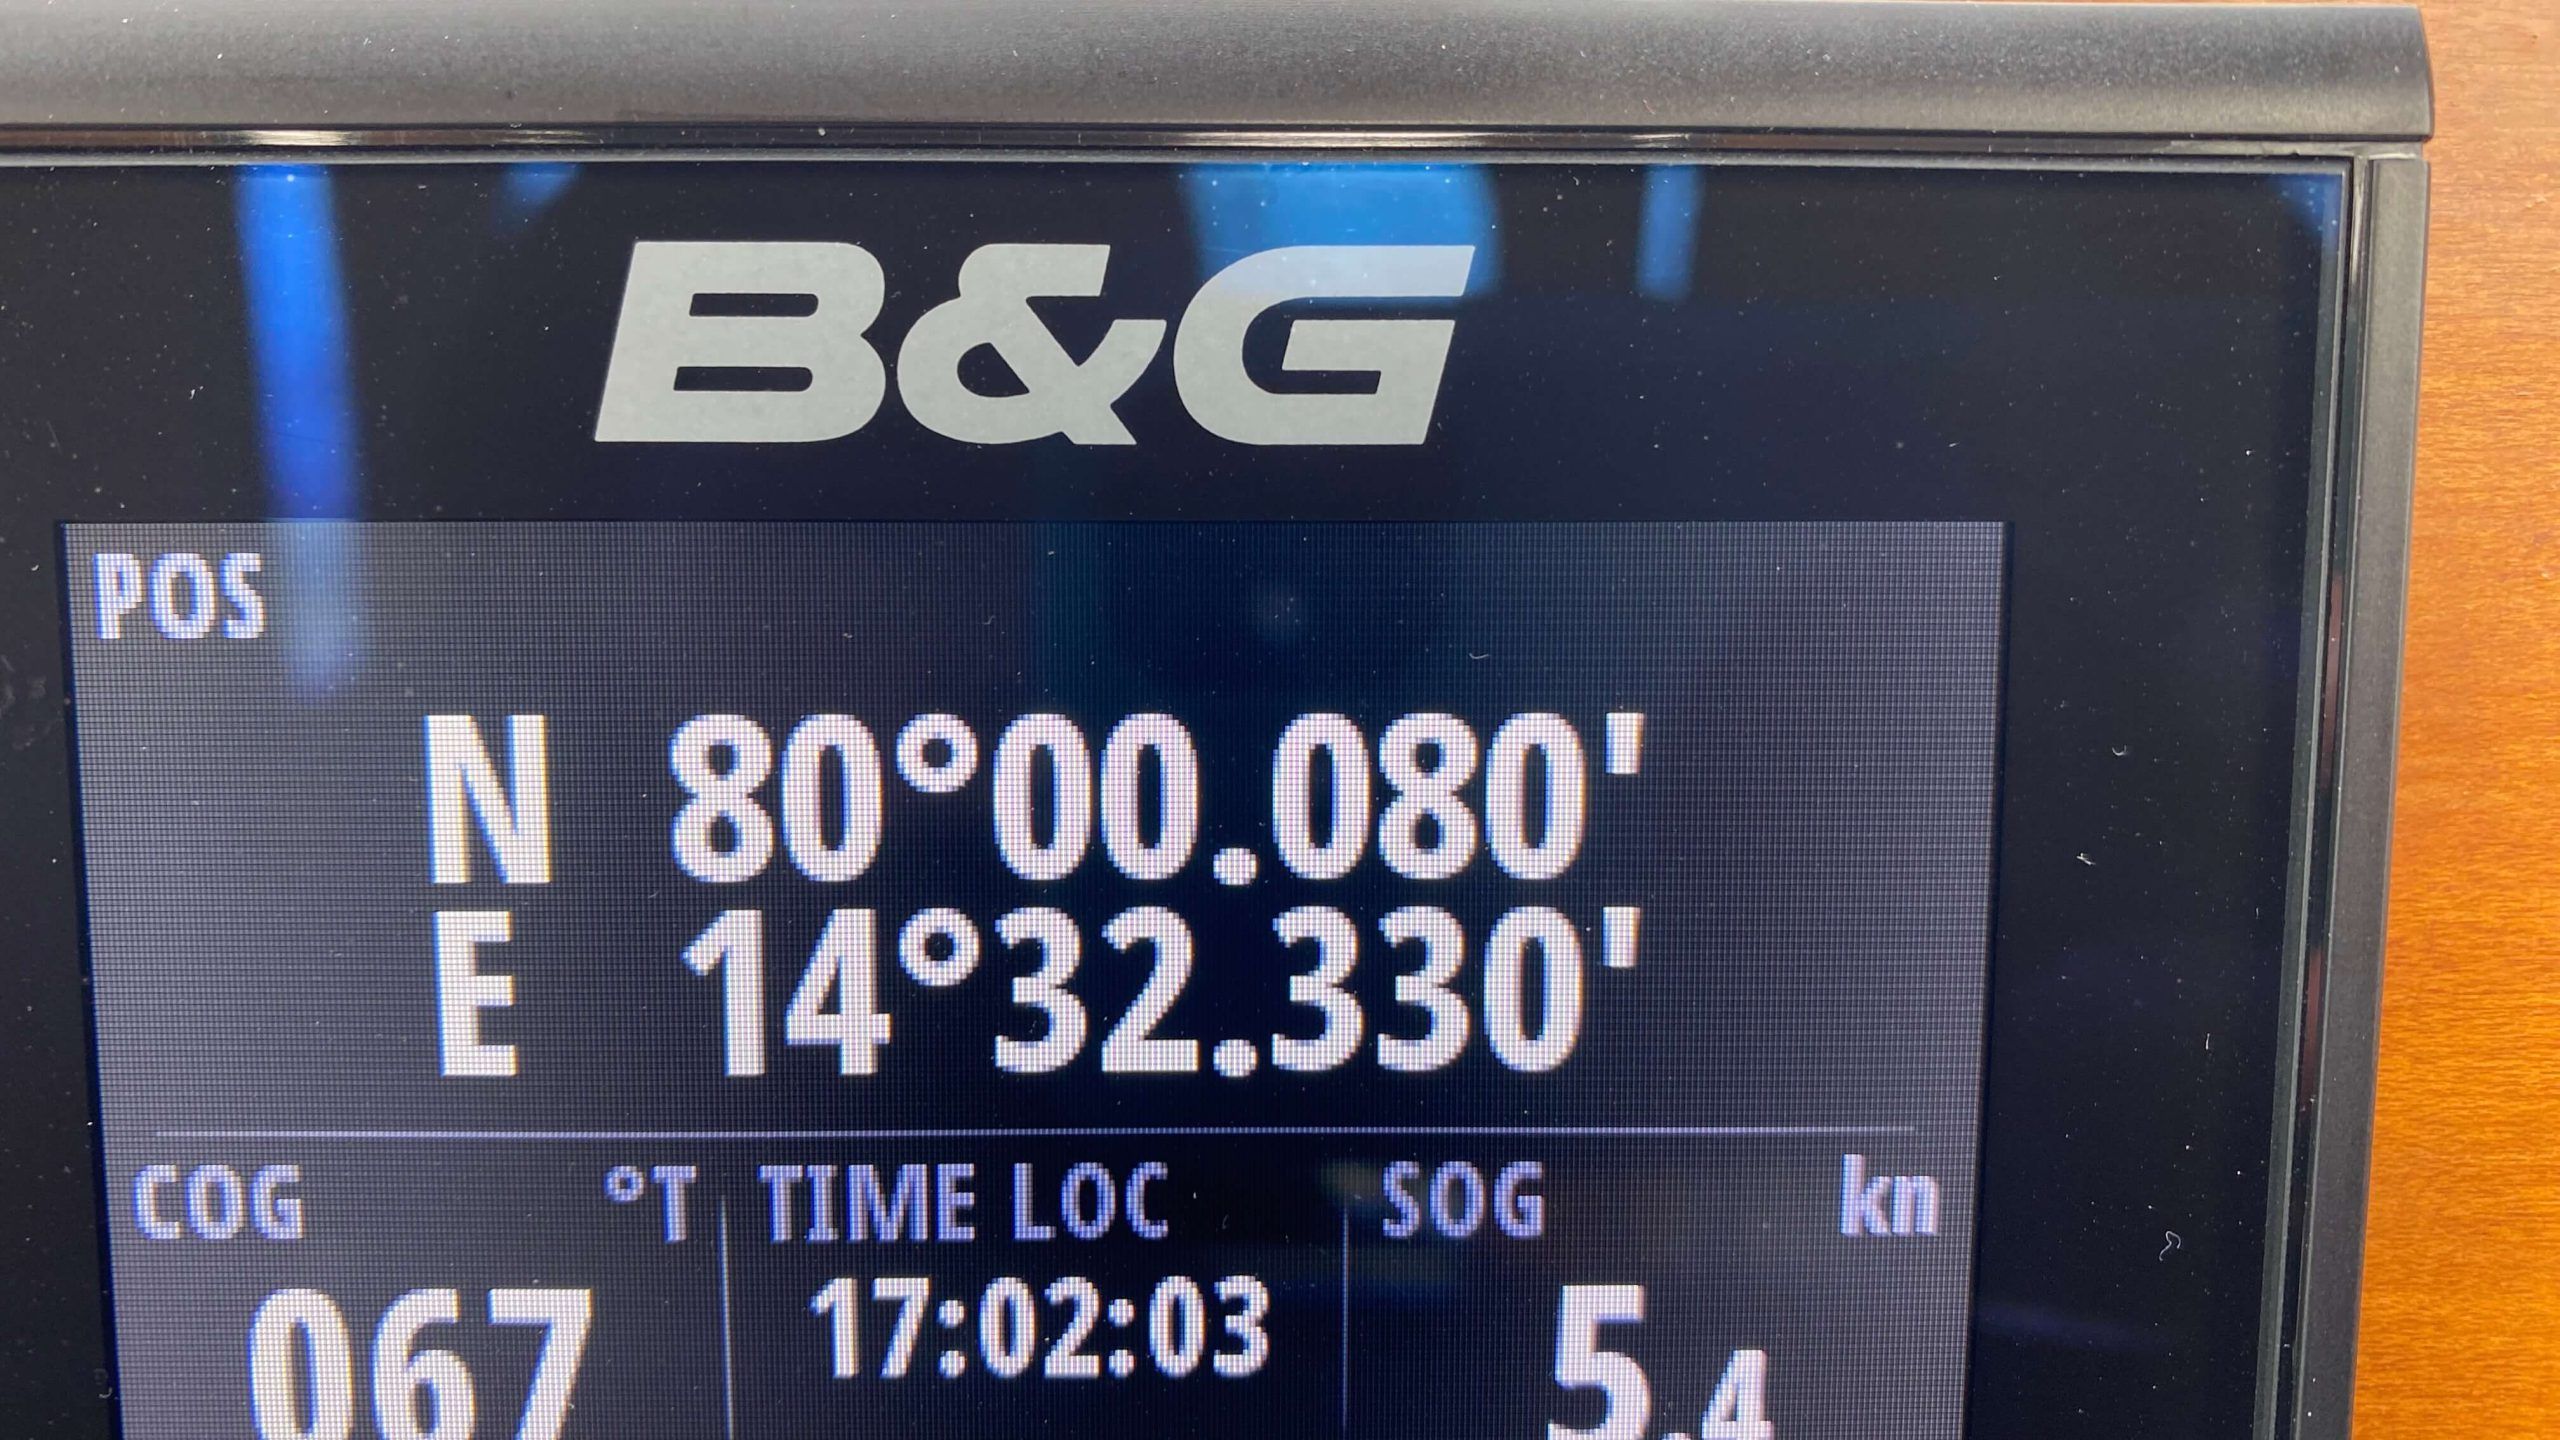 B&G
POS
N 80°00.080'
E 14°32.330'
COG °T TIME LOC SOG kn
067 17:02:03 5.4